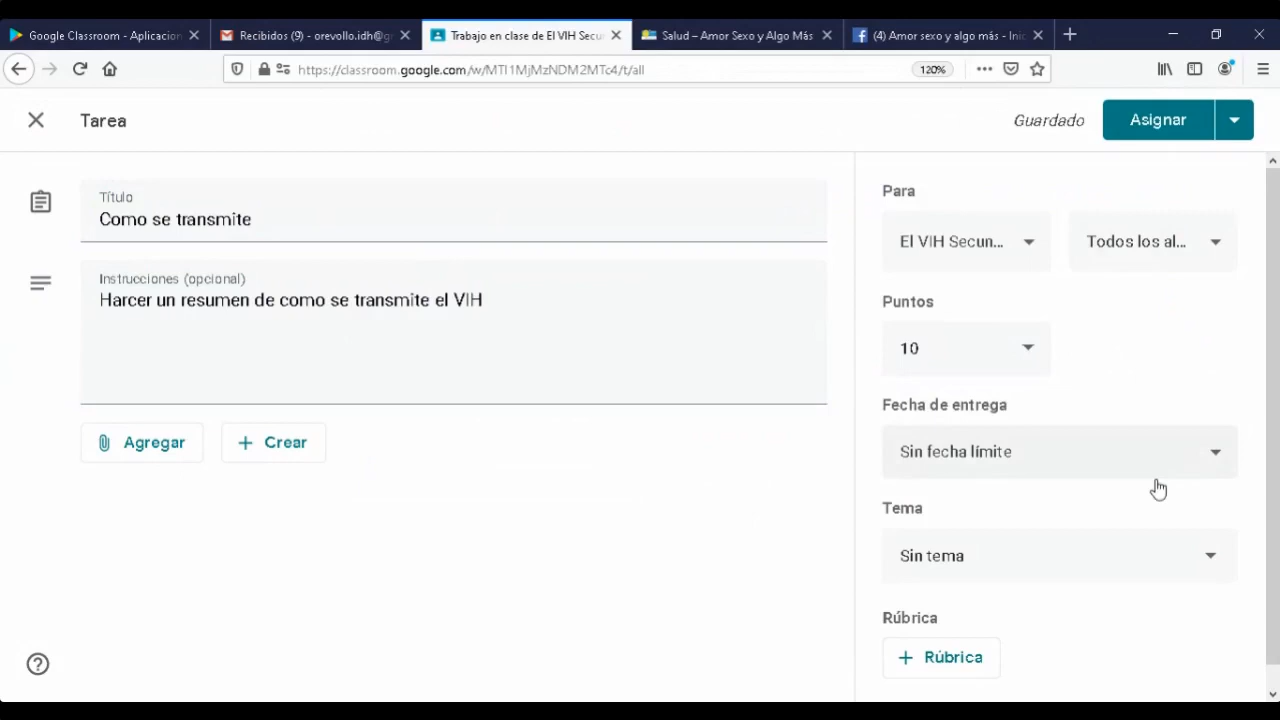 Google Classroom - Aplicacion
Recibidos (9) - orevollo.idh@g
Trabajo en clase de El VIH Secu
Salud – Amor Sexo y Algo Más
(4) Amor sexo y algo más - Inic
https://classroom.google.com/w/MTI1MjMzNDM2MTc4/t/all
120%
Tarea
Guardado
Asignar
Título
Como se transmite
Instrucciones (opcional)
Harcer un resumen de como se transmite el VIH
Agregar
Crear
Para
El VIH Secun...
Todos los al...
Puntos
10
Fecha de entrega
Sin fecha límite
Tema
Sin tema
Rúbrica
+ Rúbrica